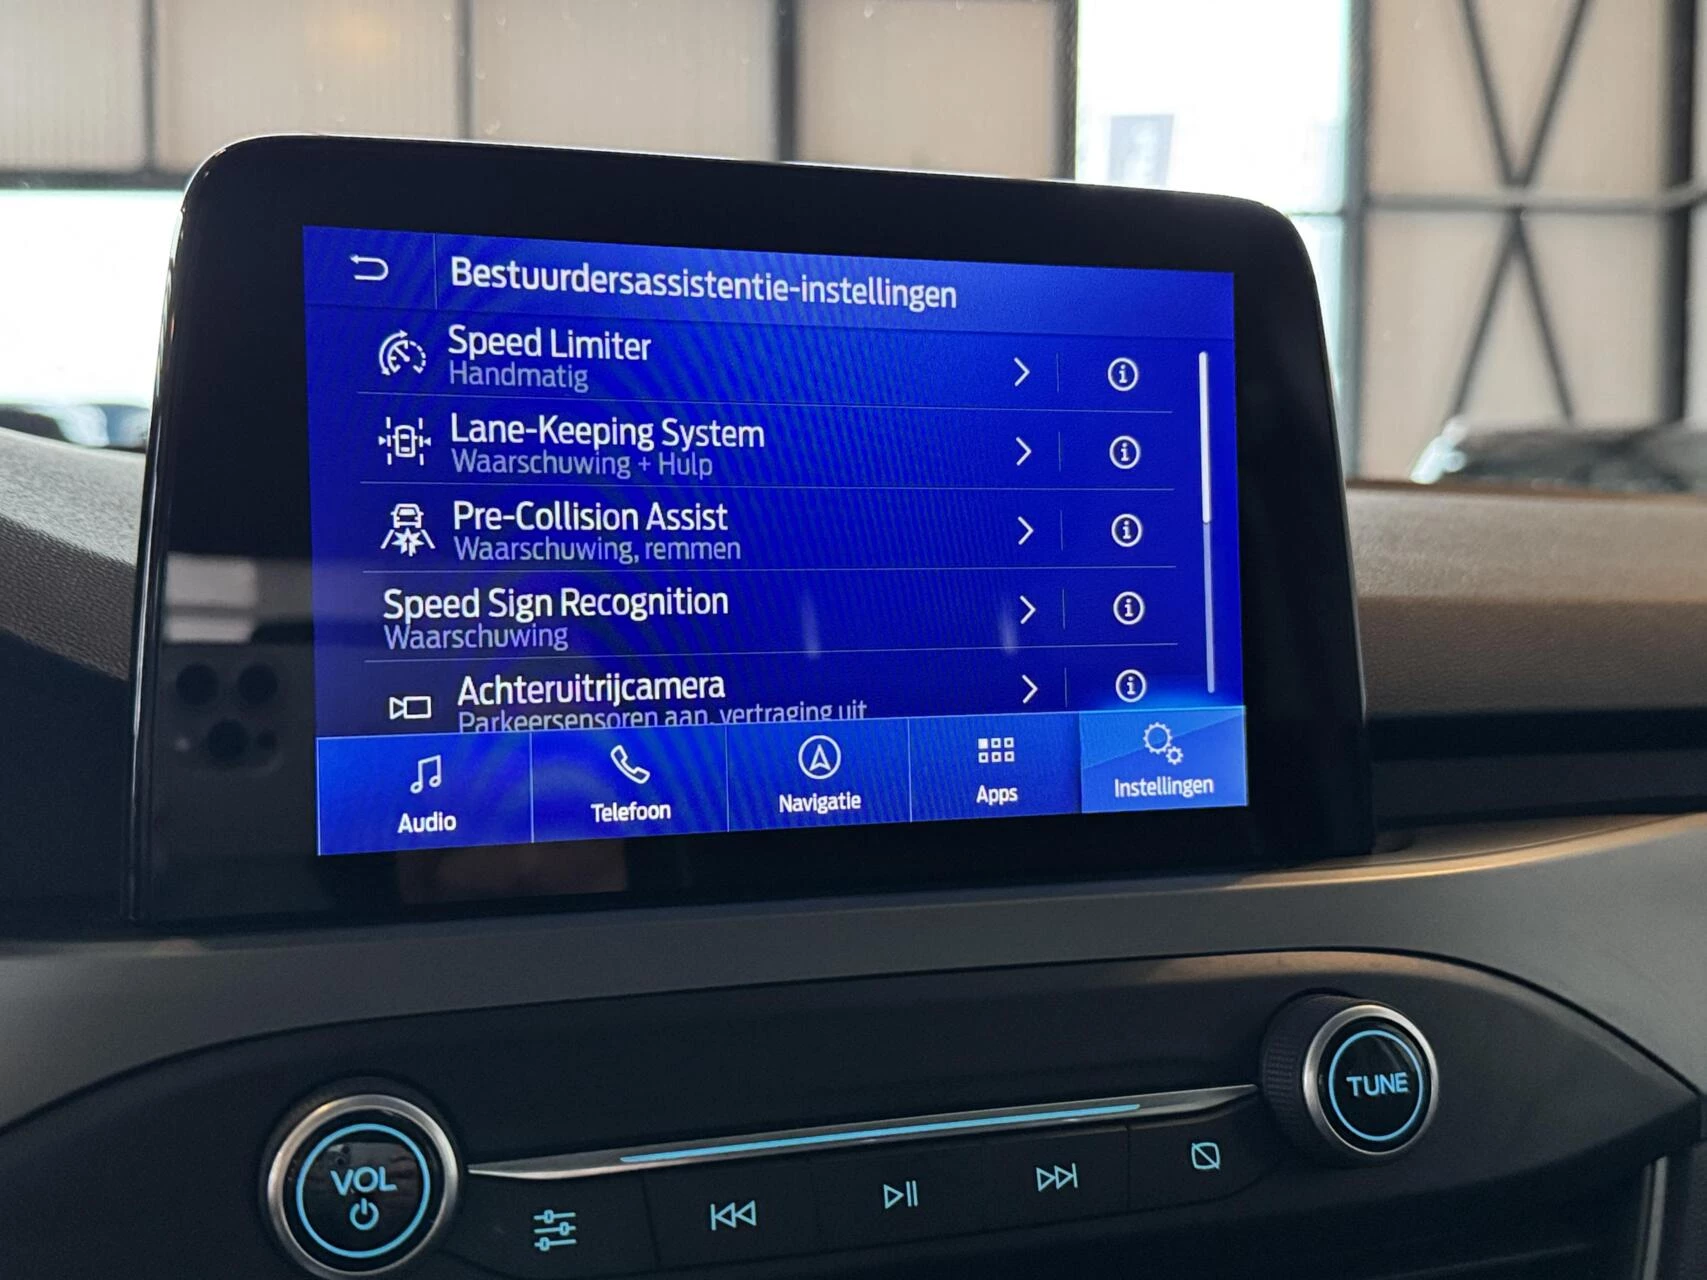 Bestuurdersassistentie-instellingen
Speed Limiter
Handmatig
Lane-Keeping System
Waarschuwing + Hulp
Pre-Collision Assist
Waarschuwing, remmen
Speed Sign Recognition
Waarschuwing
Achteruitrijcamera
Parkeersensoren aan, vertraging uit
Audio
Telefoon
Navigatie
Apps
Instellingen
VOL
TUNE